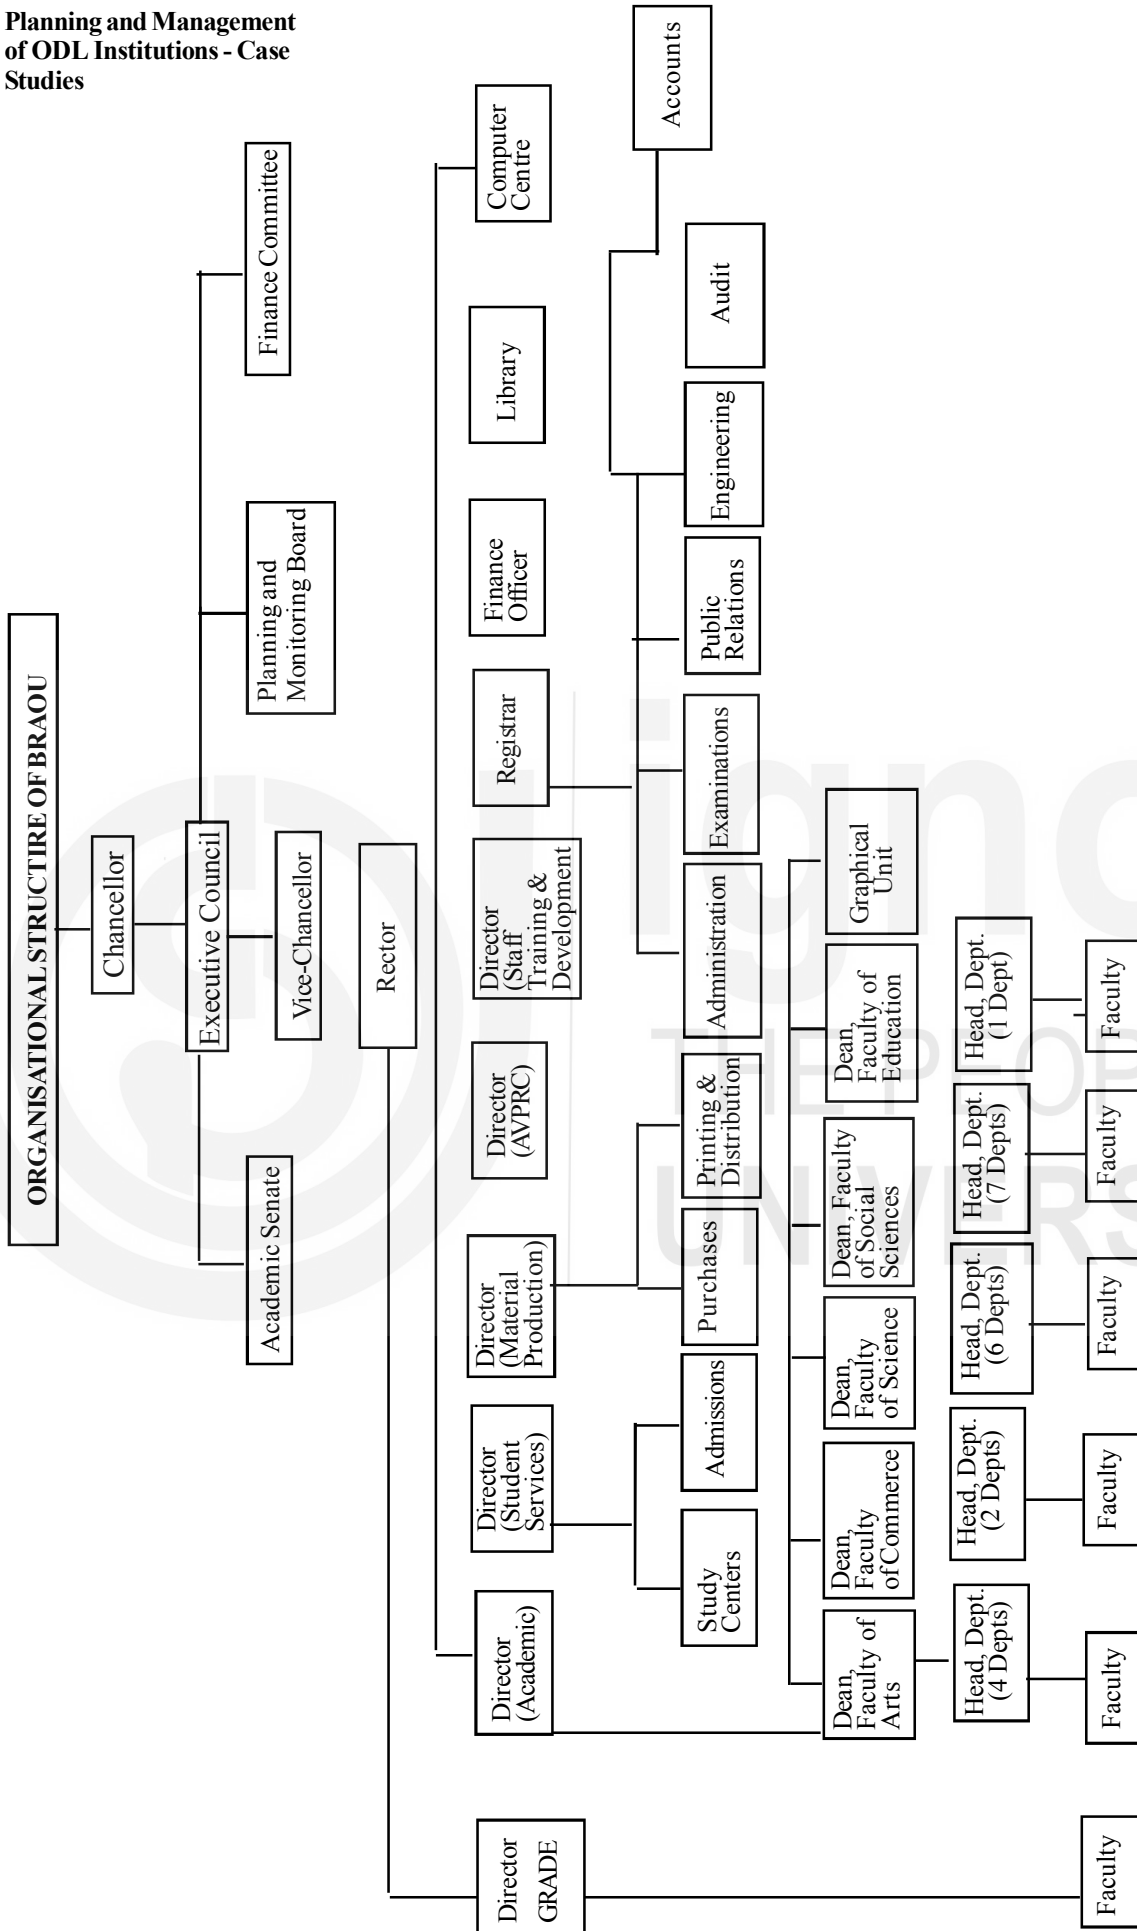 Planning and Management
of ODL Institutions - Case
Studies
ORGANISATIONAL STRUCTIRE OF BRAOU
Chancellor
Academic Senate
Executive Council
Planning and
Monitoring Board
Finance Committee
Vice-Chancellor
Rector
Director
GRADE
Director
(Academic)
Director
(Student
Services)
Director
(Material
Production)
Director
(AVPRC)
Director
(Staff
Training &
Development
Registrar
Finance
Officer
Library
Computer
Centre
Study
Centers
Admissions
Purchases
Printing &
Distribution
Administration
Examinations
Public
Relations
Engineering
Audit
Accounts
Dean,
Faculty of
Arts
Dean,
Faculty
of Commerce
Dean,
Faculty
of Science
Dean, Faculty
of Social
Sciences
Dean,
Faculty of
Education
Graphical
Unit
Head, Dept.
(4 Depts)
Head, Dept.
(2 Depts)
Head, Dept.
(6 Depts)
Head, Dept.
(7 Depts)
Head, Dept.
(1 Dept)
Faculty
Faculty
Faculty
Faculty
Faculty
Faculty
igno
THE PEOP
UNIVERS